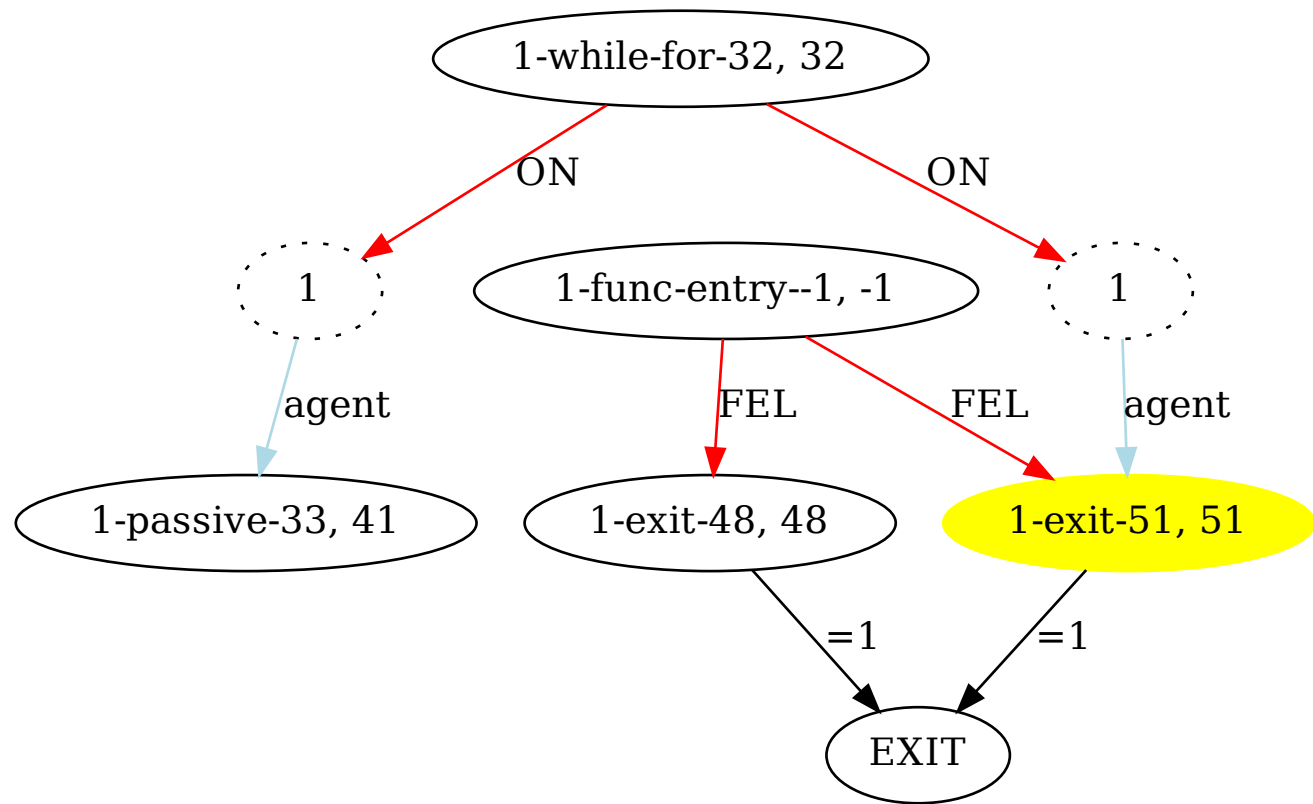 1-while-for-32, 32
ON
ON
1
1-func-entry--1, -1
1
agent
FEL
FEL
agent
1-passive-33, 41
1-exit-48, 48
1-exit-51, 51
=1
=1
EXIT